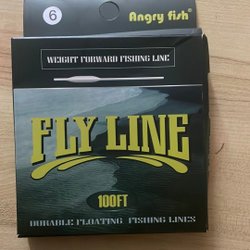 6
Angry fish®
WEIGHT FORWARD FISHING LINE
FLY LINE
100FT
DURABLE FLOATING FISHING LINES